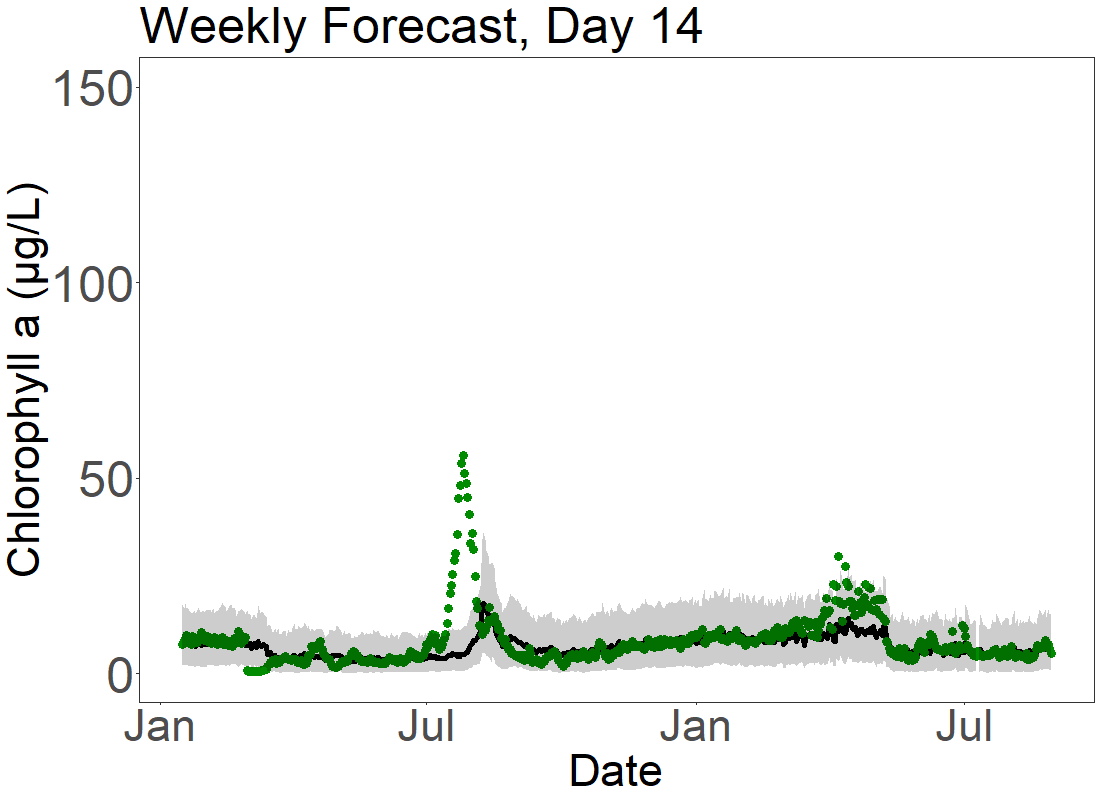 Weekly Forecast, Day 14
Chlorophyll a (µg/L)
150
100
50
0
Jan
Jul
Jan
Jul
Date